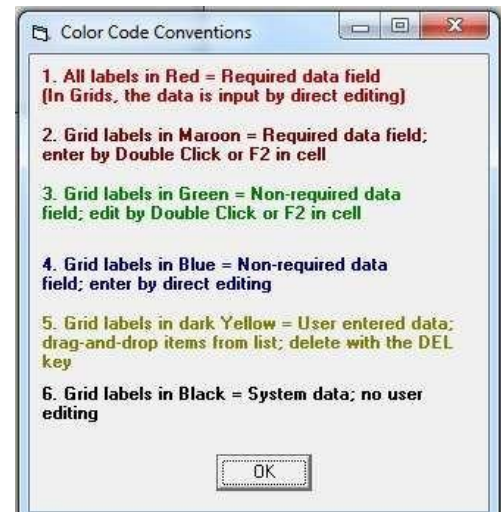 Color Code Conventions
1. All labels in Red = Required data field
(In Grids, the data is input by direct editing)
2. Grid labels in Maroon = Required data field;
enter by Double Click or F2 in cell
3. Grid labels in Green = Non-required data
field; edit by Double Click or F2 in cell
4. Grid labels in Blue = Non-required data
field; enter by direct editing
5. Grid labels in dark Yellow = User entered data;
drag-and-drop items from list; delete with the DEL
key
6. Grid labels in Black = System data; no user
editing
OK